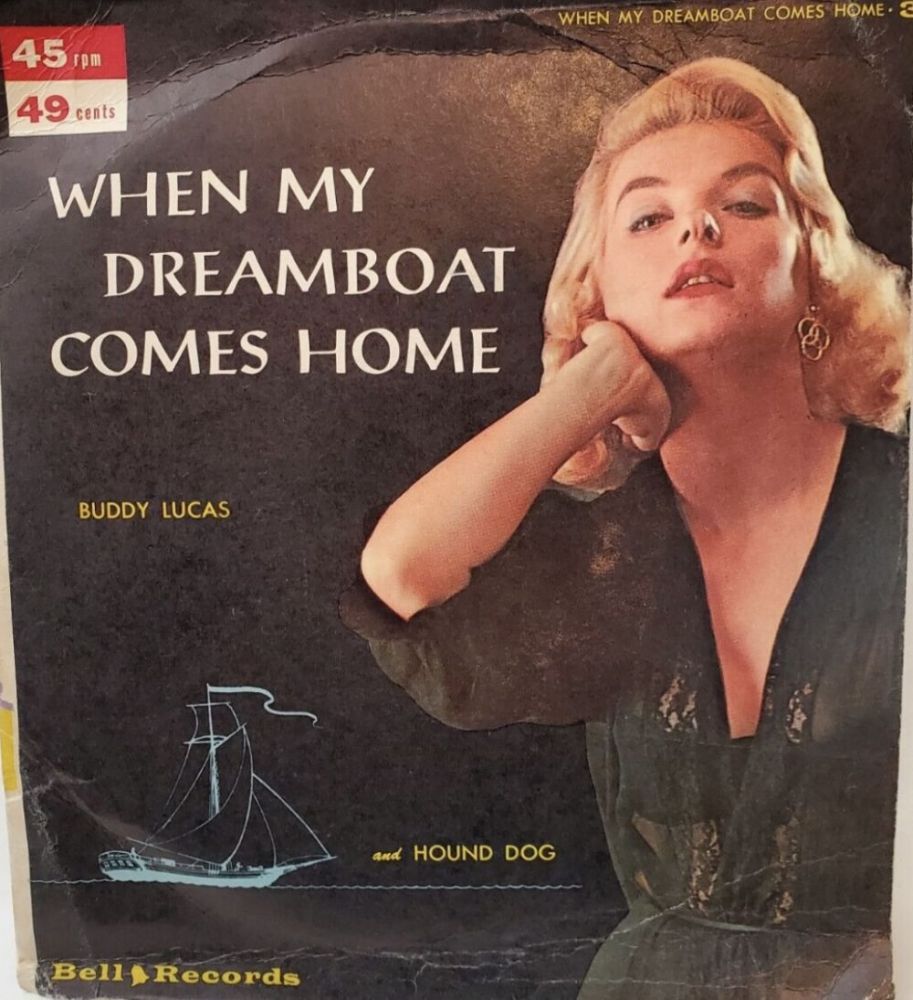 WHEN MY DREAMBOAT COMES HOME · 3
45 rpm
49 cents
WHEN MY
DREAMBOAT
COMES HOME
BUDDY LUCAS
and HOUND DOG
Bell Records